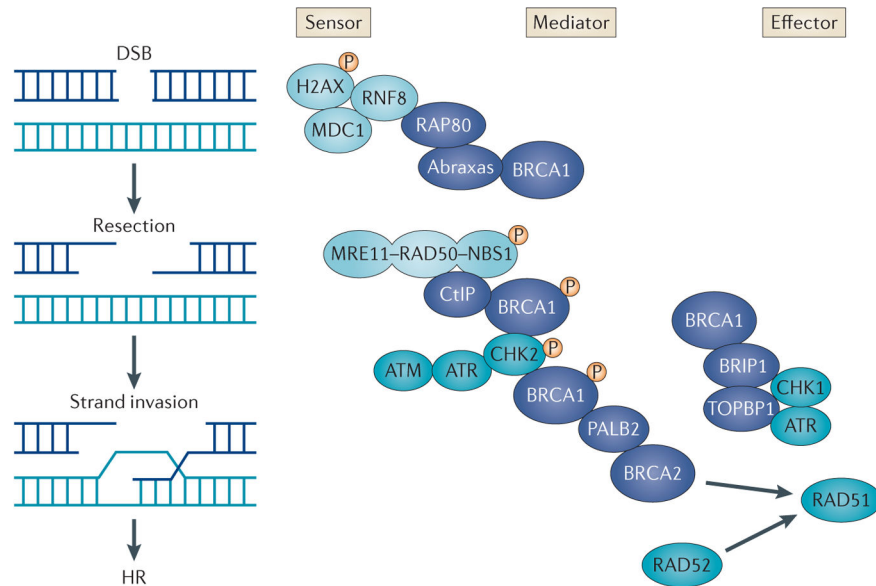 Sensor
Mediator
Effector
DSB
P
H2AX
RNF8
MDC1
RAP80
Abraxas
BRCA1
Resection
P
MRE11–RAD50–NBS1
CtIP
BRCA1
P
CHK2
P
ATM
ATR
BRCA1
P
PALB2
BRCA2
BRCA1
BRIP1
CHK1
TOPBP1
ATR
Strand invasion
RAD51
RAD52
HR